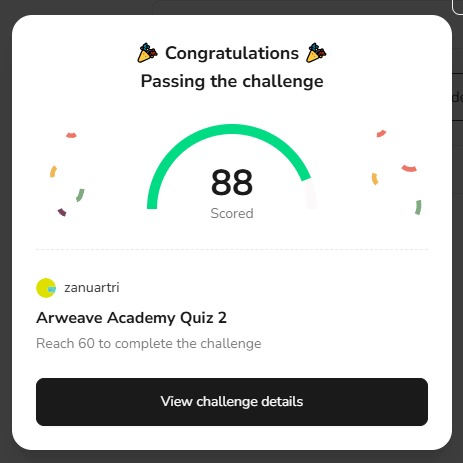 🎉 Congratulations 🎉
Passing the challenge
88
Scored
zanuartri
Arweave Academy Quiz 2
Reach 60 to complete the challenge
View challenge details